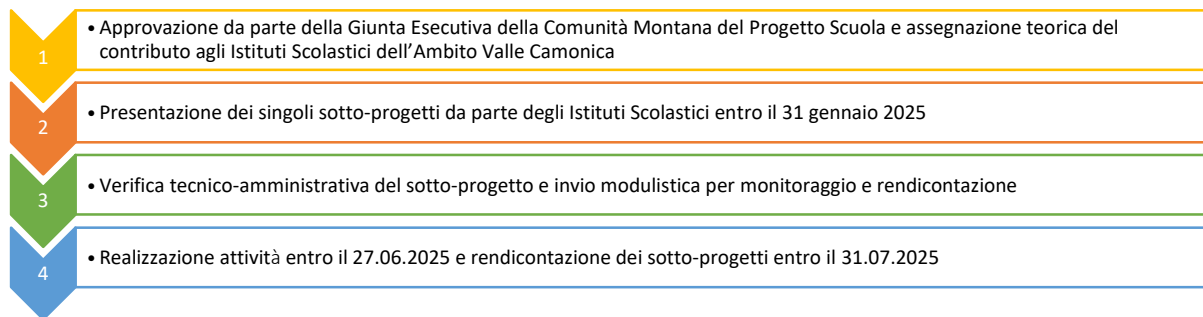 1
• Approvazione da parte della Giunta Esecutiva della Comunità Montana del Progetto Scuola e assegnazione teorica del
contributo agli Istituti Scolastici dell’Ambito Valle Camonica
2
• Presentazione dei singoli sotto-progetti da parte degli Istituti Scolastici entro il 31 gennaio 2025
3
• Verifica tecnico-amministrativa del sotto-progetto e invio modulistica per monitoraggio e rendicontazione
4
• Realizzazione attività entro il 27.06.2025 e rendicontazione dei sotto-progetti entro il 31.07.2025